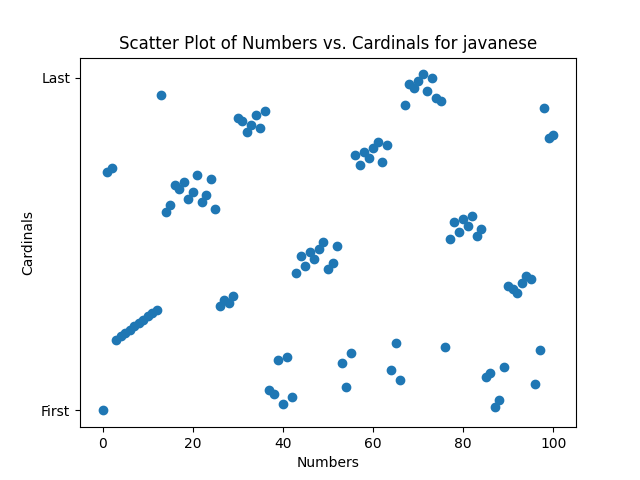 Scatter Plot of Numbers vs. Cardinals for javanese
Last
Cardinals
First
0 20 40 60 80 100
Numbers